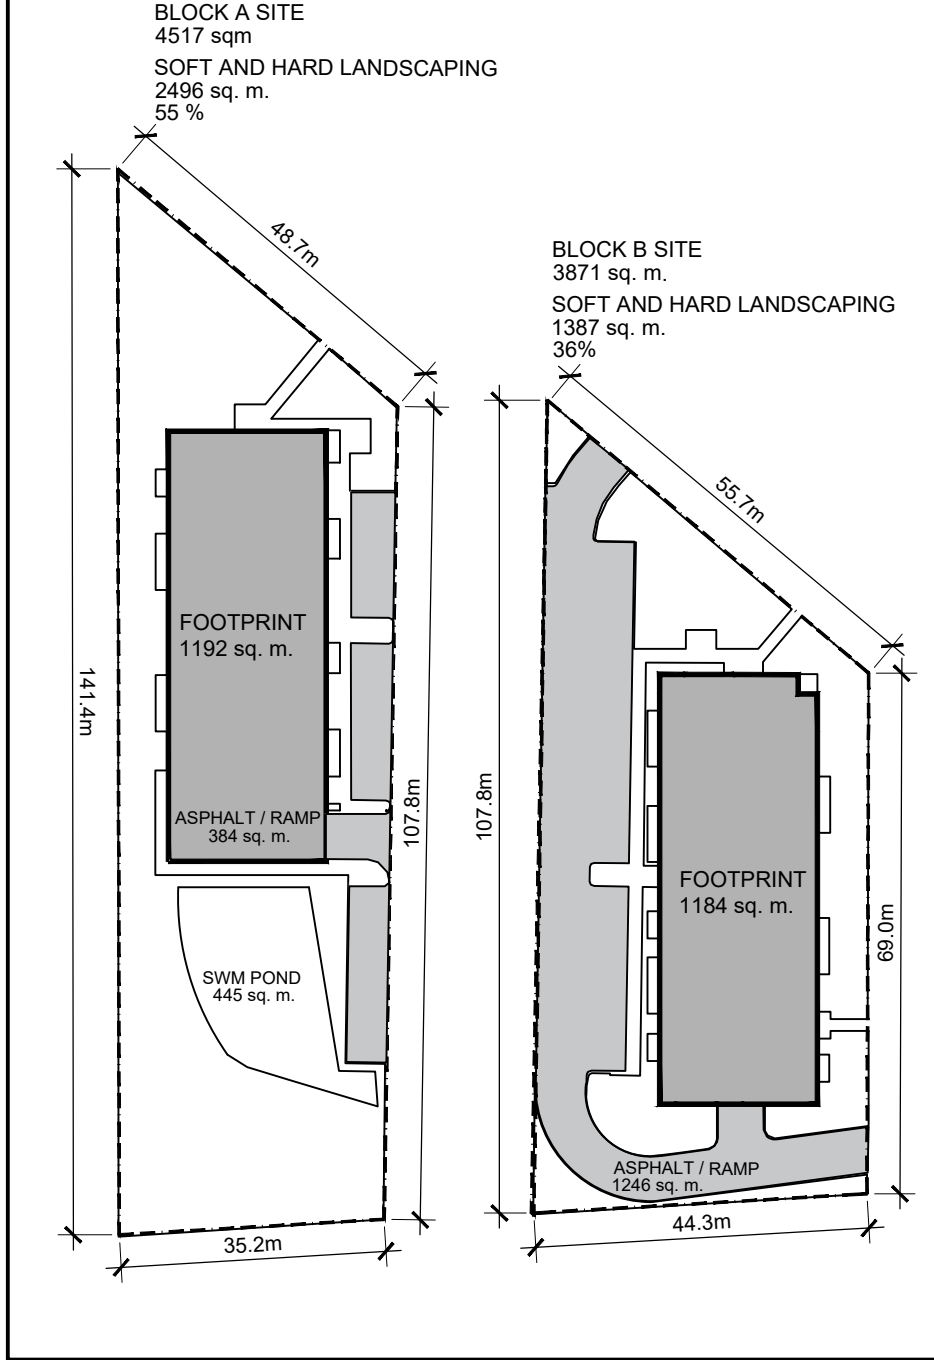 BLOCK A SITE
4517 sqm
SOFT AND HARD LANDSCAPING
2496 sq. m.
55 %
48.7m
BLOCK B SITE
3871 sq. m.
SOFT AND HARD LANDSCAPING
1387 sq. m.
36%
55.7m
FOOTPRINT
1192 sq. m.
141.4m
107.8m
107.8m
ASPHALT / RAMP
384 sq. m.
FOOTPRINT
1184 sq. m.
69.0m
SWM POND
445 sq. m.
ASPHALT / RAMP
1246 sq. m.
44.3m
35.2m